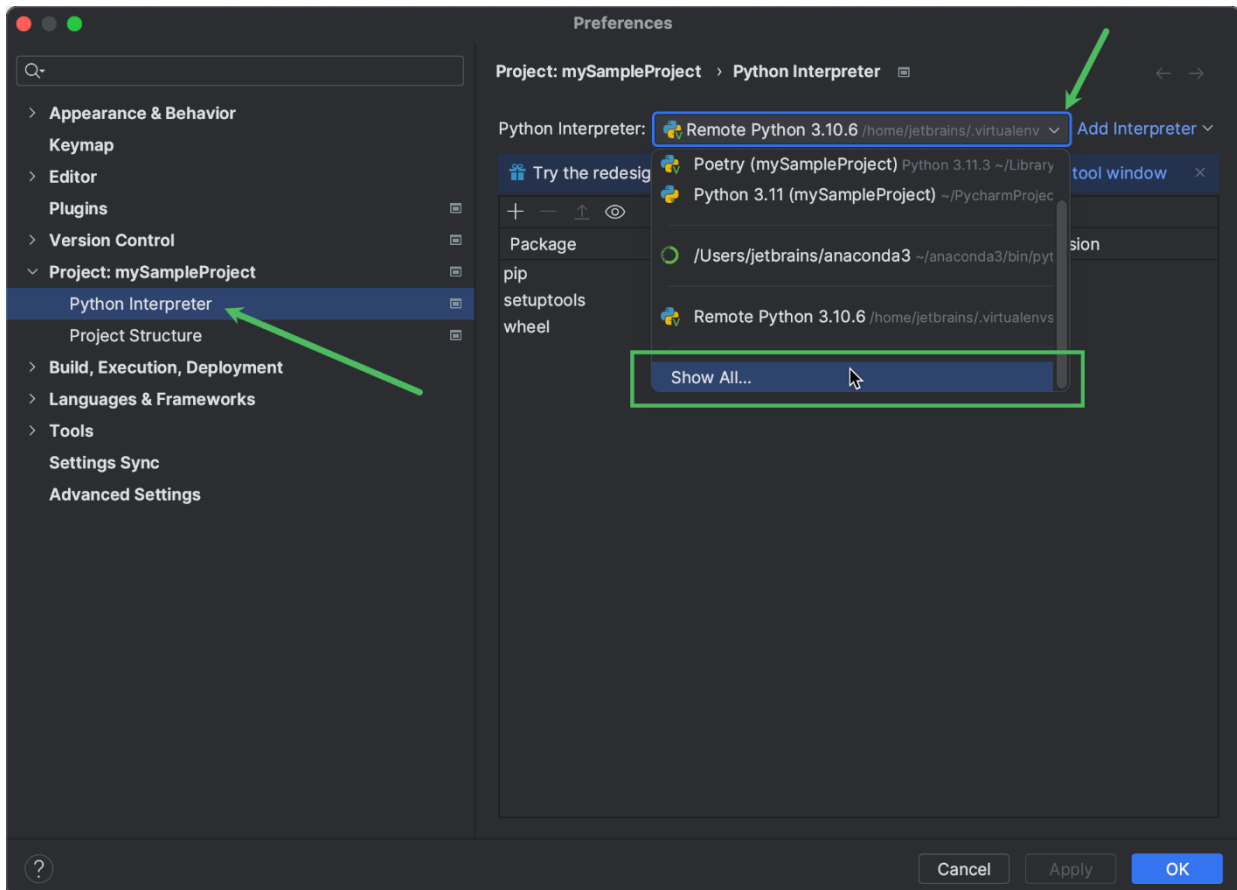 Preferences
Appearance & Behavior
Keymap
Editor
Plugins
Version Control
Project: mySampleProject
Python Interpreter
Project Structure
Build, Execution, Deployment
Languages & Frameworks
Tools
Settings Sync
Advanced Settings
Project: mySampleProject › Python Interpreter
Python Interpreter: Remote Python 3.10.6 /home/jetbrains/.virtualenv Add Interpreter
Try the redesig tool window
Poetry (mySampleProject) Python 3.11.3 ~/Library
Python 3.11 (mySampleProject) ~/PycharmProjec
/Users/jetbrains/anaconda3 ~/anaconda3/bin/pyt
Remote Python 3.10.6 /home/jetbrains/.virtualenvs
Show All...
Package sion
pip
setuptools
wheel
? Cancel Apply OK